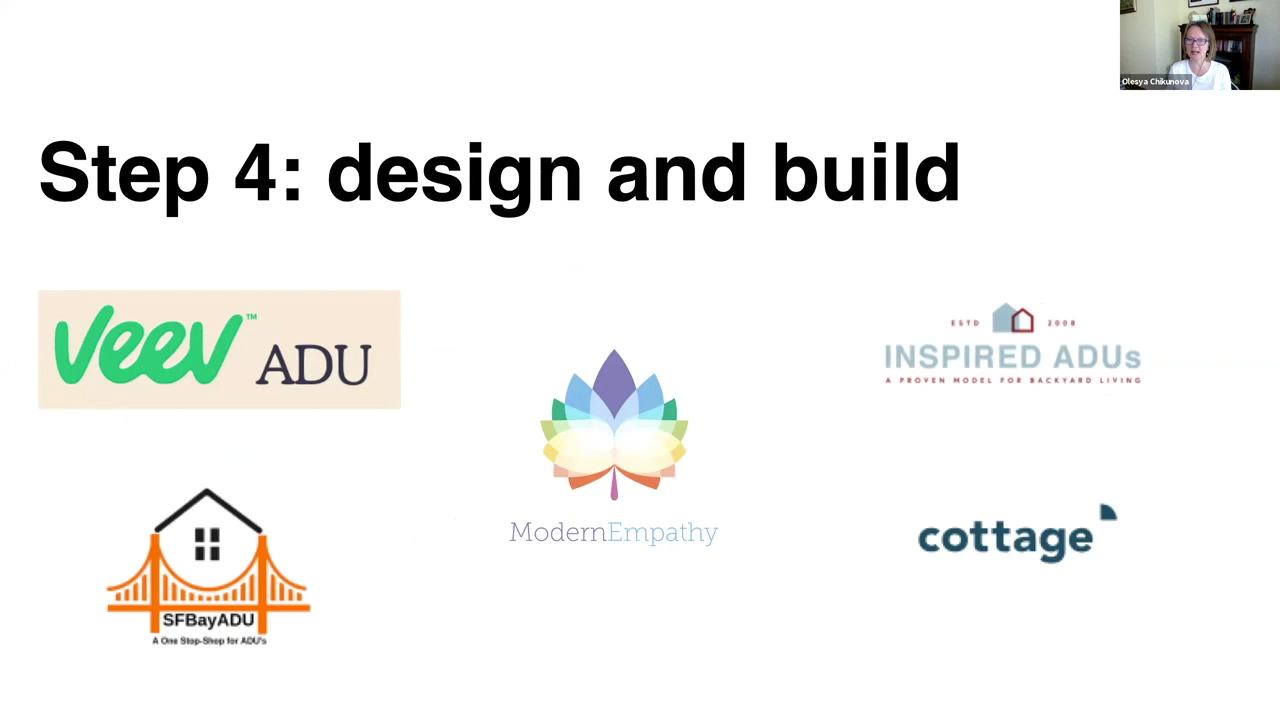 Olesya Chikunova
Step 4: design and build
veev™ ADU
ESTD 2008
INSPIRED ADUs
A PROVEN MODEL FOR BACKYARD LIVING
ModernEmpathy
SFBayADU
A One Stop-Shop for ADU's
cottage